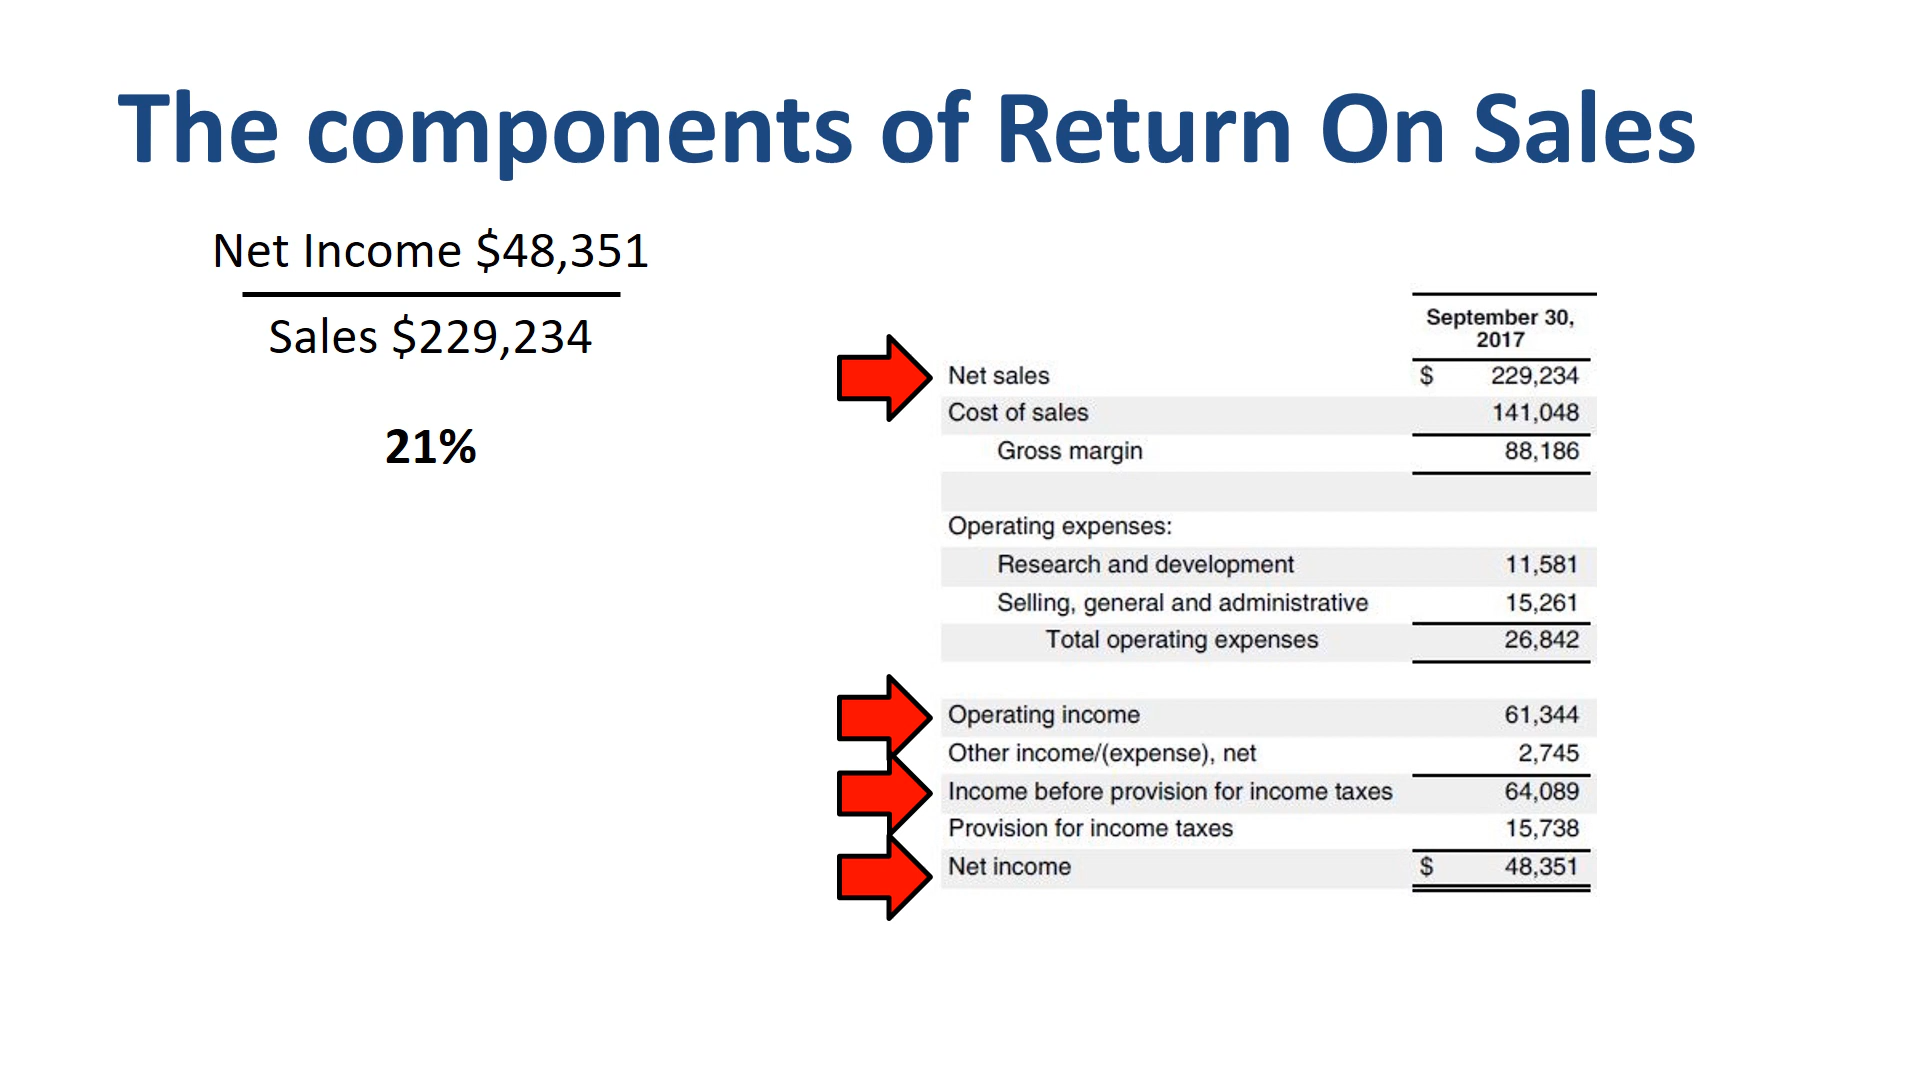 The components of Return On Sales
Net Income $48,351
Sales $229,234
21%
September 30,
2017
Net sales $ 229,234
Cost of sales 141,048
Gross margin 88,186
Operating expenses:
Research and development 11,581
Selling, general and administrative 15,261
Total operating expenses 26,842
Operating income 61,344
Other income/(expense), net 2,745
Income before provision for income taxes 64,089
Provision for income taxes 15,738
Net income $ 48,351